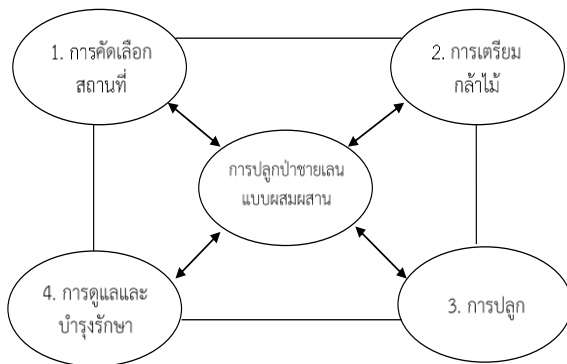 1. การคัดเลือก
สถานที่
2. การเตรียม
กล้าไม้
การปลูกป่าชายเลน
แบบผสมผสาน
4. การดูแลและ
บำรุงรักษา
3. การปลูก